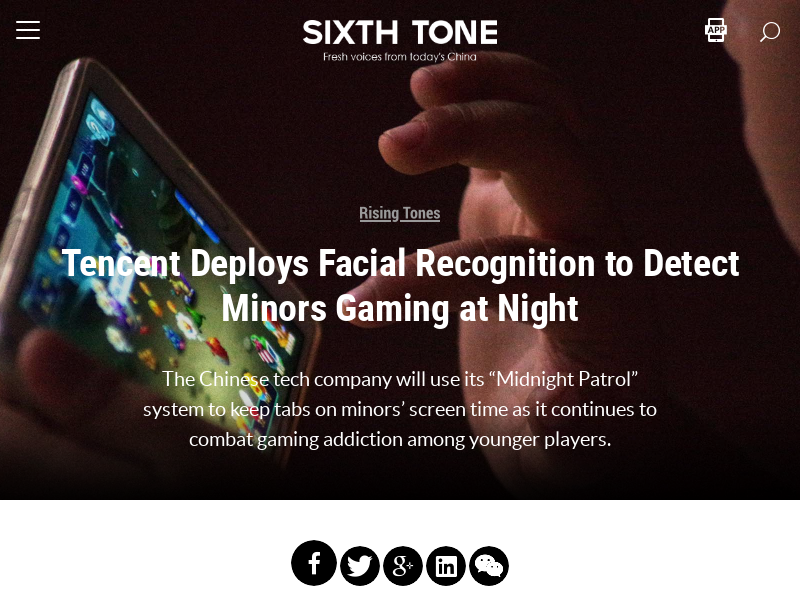 SIXTH TONE
Fresh voices from today's China
APP
Rising Tones
Tencent Deploys Facial Recognition to Detect
Minors Gaming at Night
The Chinese tech company will use its “Midnight Patrol”
system to keep tabs on minors’ screen time as it continues to
combat gaming addiction among younger players.